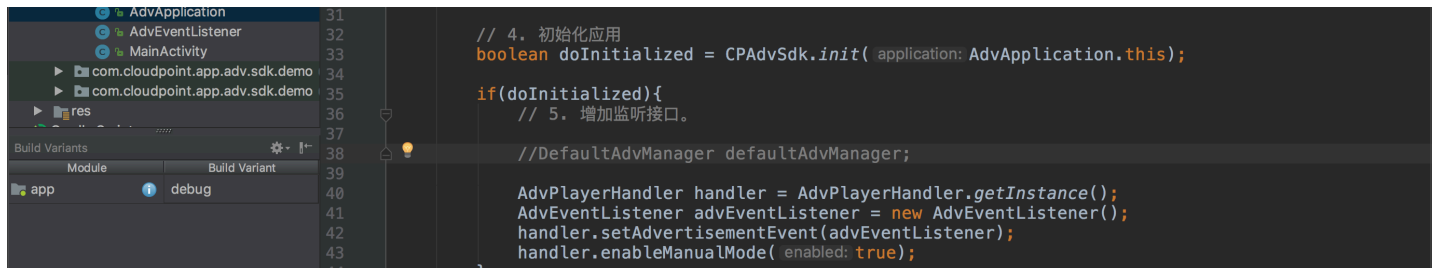 AdvApplication
AdvEventListener
MainActivity
com.cloudpoint.app.adv.sdk.demo
com.cloudpoint.app.adv.sdk.demo
res
Build Variants
Module Build Variant
app debug
31
32 // 4. 初始化应用
33 boolean doInitialized = CPAdvSdk.init( application: AdvApplication.this);
34
35 if(doInitialized){
36 // 5. 增加监听接口。
37
38 //DefaultAdvManager defaultAdvManager;
39
40 AdvPlayerHandler handler = AdvPlayerHandler.getInstance();
41 AdvEventListener advEventListener = new AdvEventListener();
42 handler.setAdvertisementEvent(advEventListener);
43 handler.enableManualMode( enabled: true);